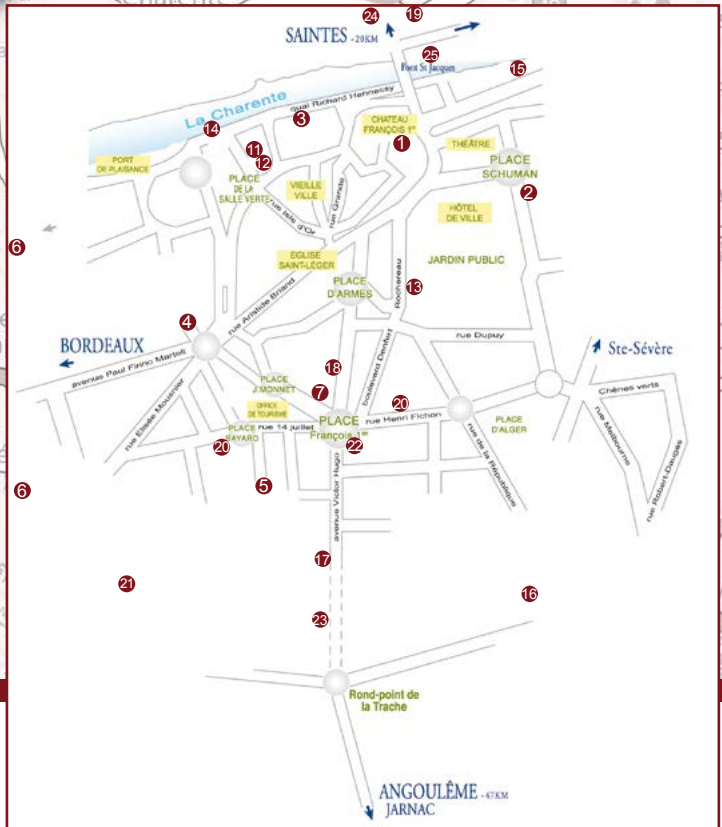 Charente
24
19
SAINTES - 20KM
25
Pont St Jacques
15
La Charente
quai Richard Hennessy
3
14
CHATEAU
FRANÇOIS 1er
1
THÉÂTRE
11
12
PORT
DE PLAISANCE
PLACE
SCHUMAN
2
PLACE
DE LA
SALLE VERTE
VIEILLE
VILLE
rue Grande
rue Isle d'Or
HÔTEL
DE VILLE
6
ÉGLISE
SAINT-LÉGER
JARDIN PUBLIC
PLACE
D'ARMES
Rochereau
13
4
rue Aristide Briand
rue Dupuy
BORDEAUX
avenue Paul Firino Martell
Ste-Sévère
18
boulevard Denfert
PLACE
J.MONNET
7
Chênes verts
rue Elisée Mousnier
OFFICE
DE TOURISME
20
rue Henri Fichon
PLACE
François 1er
rue 14 juillet
PLACE
BAYARD
20
22
PLACE
D'ALGER
rue Melbourne
rue de la République
rue Robert-Daugas
5
6
avenue Victor Hugo
17
21
16
23
Rond-point de
la Trache
ANGOULÊME - 47KM
JARNAC